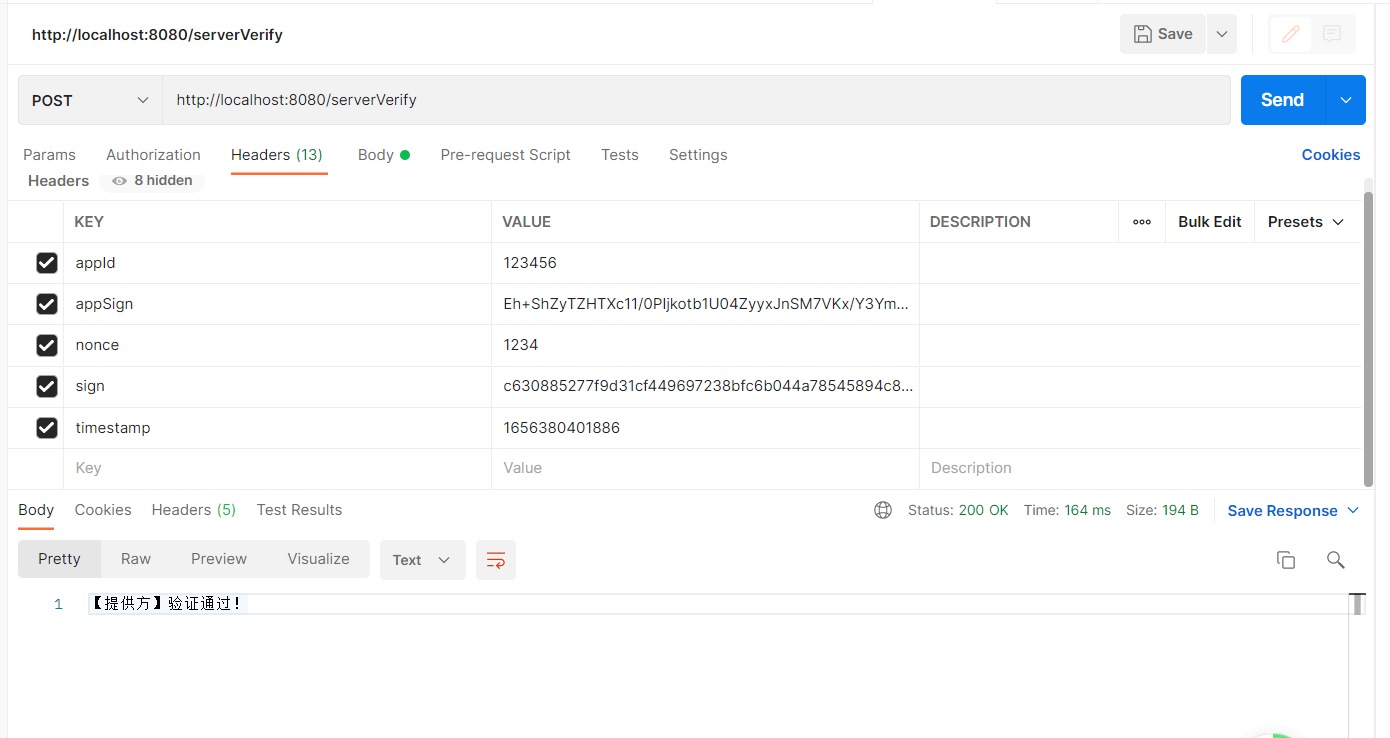 http://localhost:8080/serverVerify
Save
POST
http://localhost:8080/serverVerify
Send
Params Authorization Headers (13) Body Pre-request Script Tests Settings Cookies
Headers 8 hidden
KEY VALUE DESCRIPTION Bulk Edit Presets
appId 123456
appSign Eh+ShZyTZHTXc11/0PIjkotb1U04ZyyxJnSM7VKx/Y3Ym...
nonce 1234
sign c630885277f9d31cf449697238bfc6b044a78545894c8...
timestamp 1656380401886
Key Value Description
Body Cookies Headers (5) Test Results Status: 200 OK Time: 164 ms Size: 194 B Save Response
Pretty Raw Preview Visualize Text
1 【提供方】验证通过!